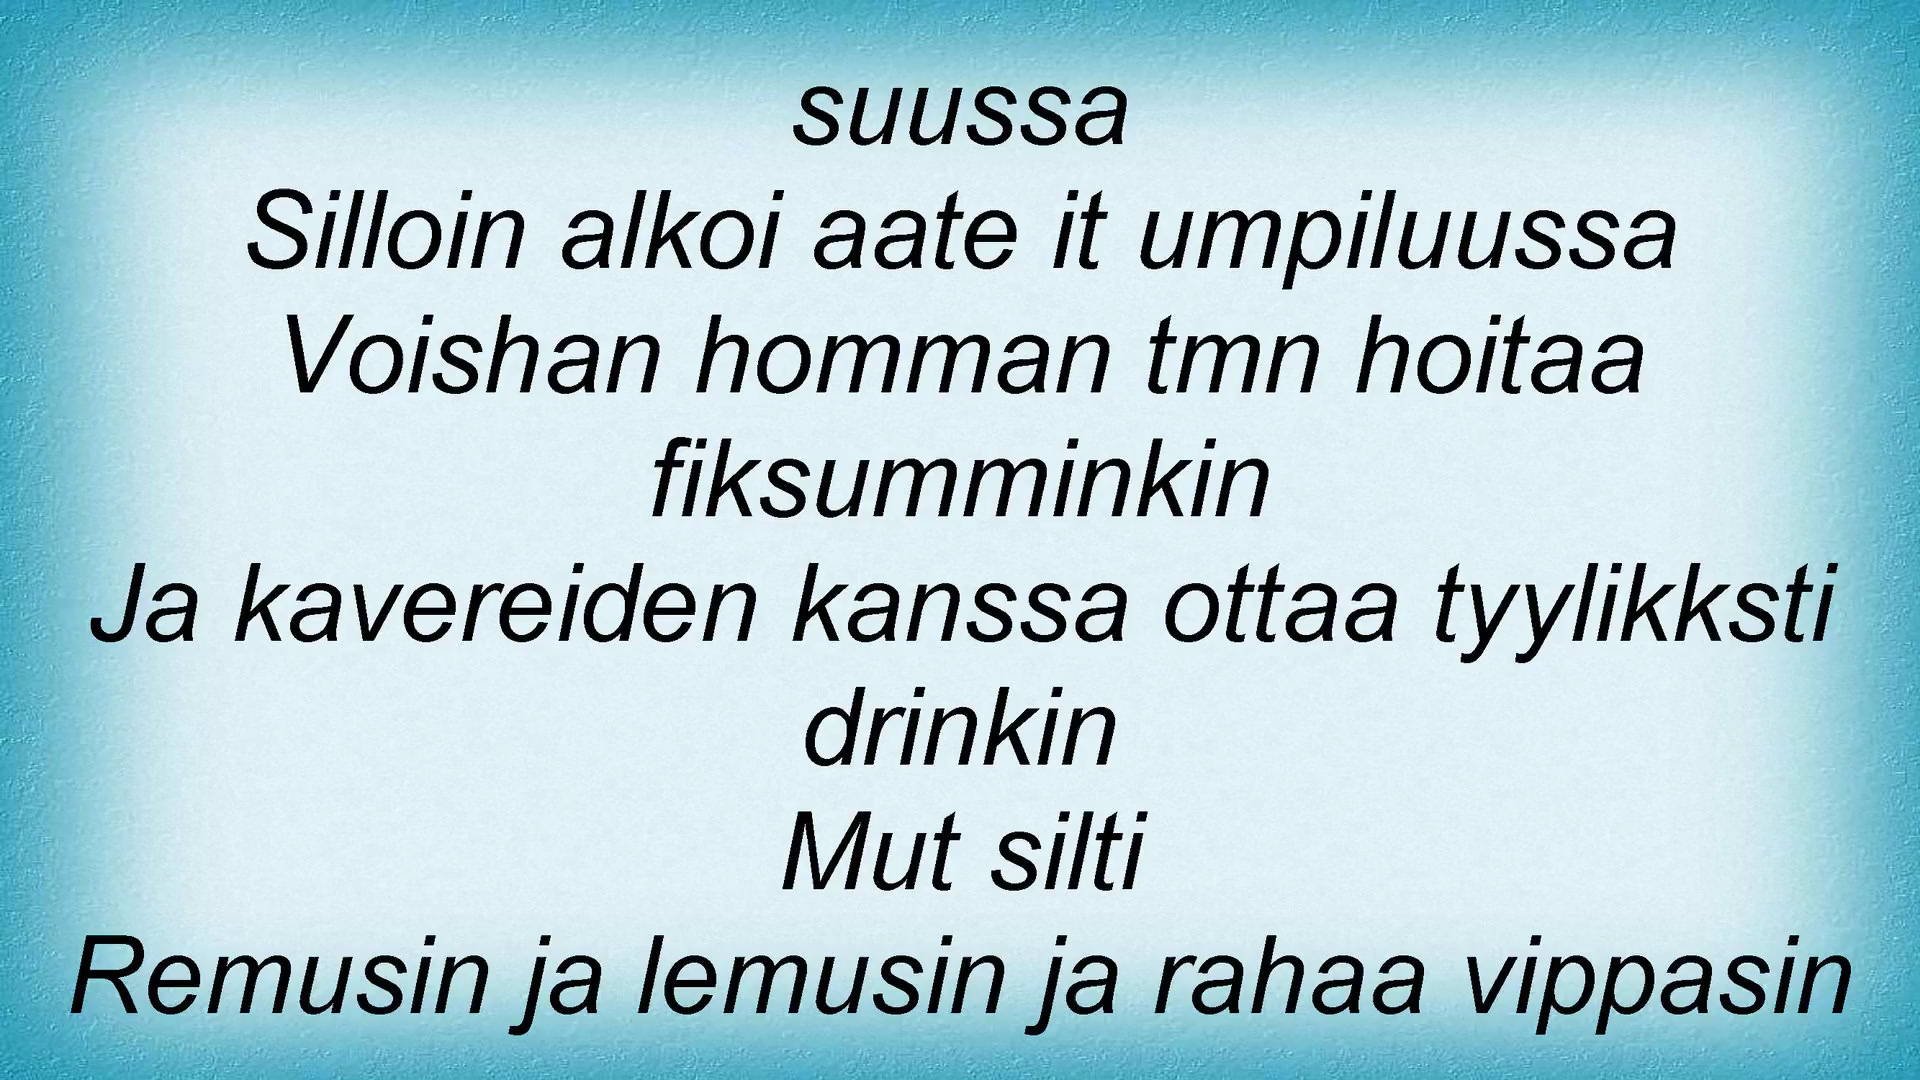 suussa
Silloin alkoi aate it umpiluussa
Voishan homman tmn hoitaa
fiksumminkin
Ja kavereiden kanssa ottaa tyylikksti
drinkin
Mut silti
Remusin ja lemusin ja rahaa vippasin